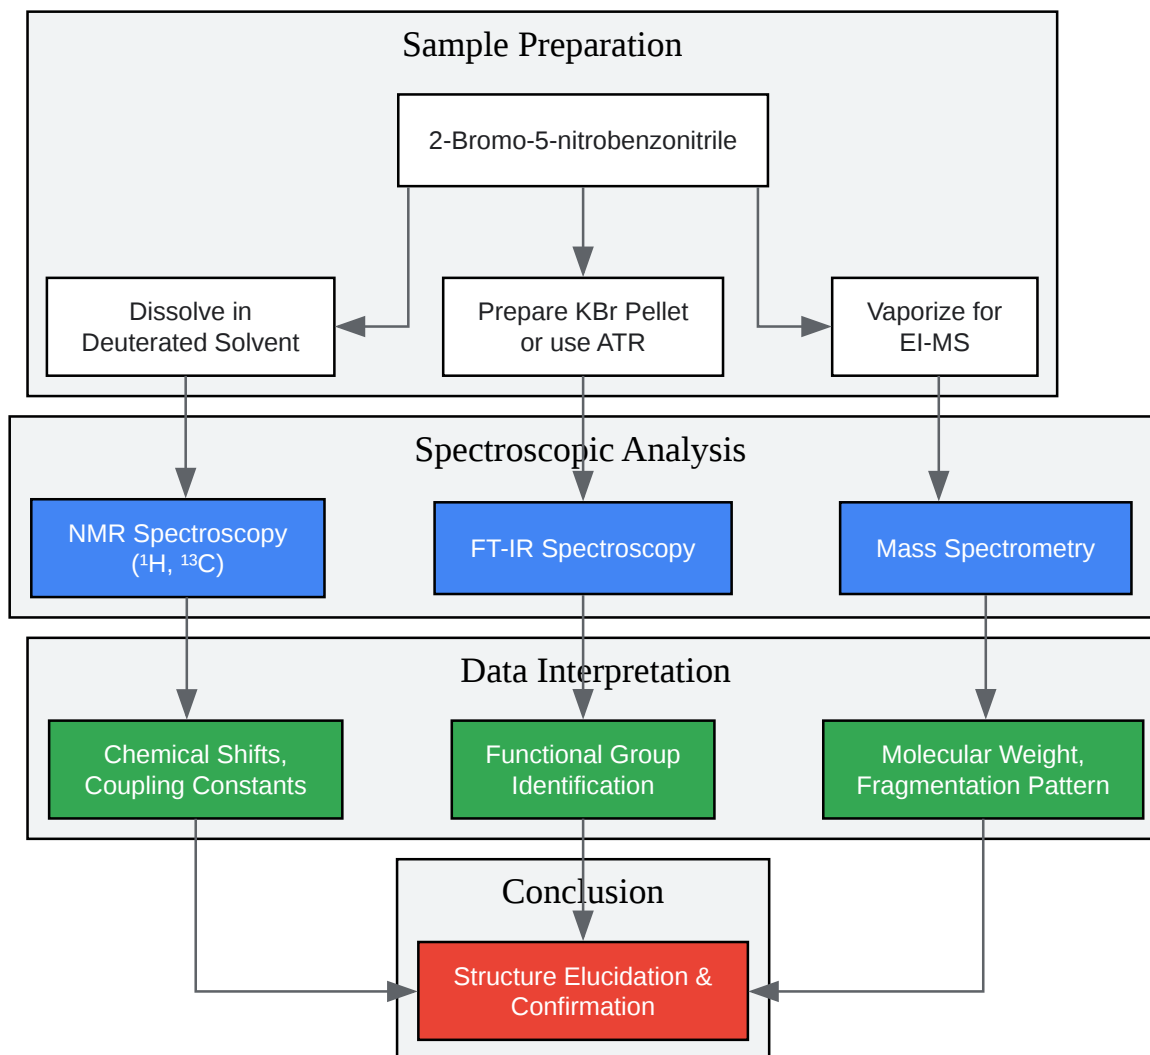 Sample Preparation
2-Bromo-5-nitrobenzonitrile
Dissolve in
Deuterated Solvent
Prepare KBr Pellet
or use ATR
Vaporize for
EI-MS
Spectroscopic Analysis
NMR Spectroscopy
(¹H, ¹³C)
FT-IR Spectroscopy
Mass Spectrometry
Data Interpretation
Chemical Shifts,
Coupling Constants
Functional Group
Identification
Molecular Weight,
Fragmentation Pattern
Conclusion
Structure Elucidation &
Confirmation